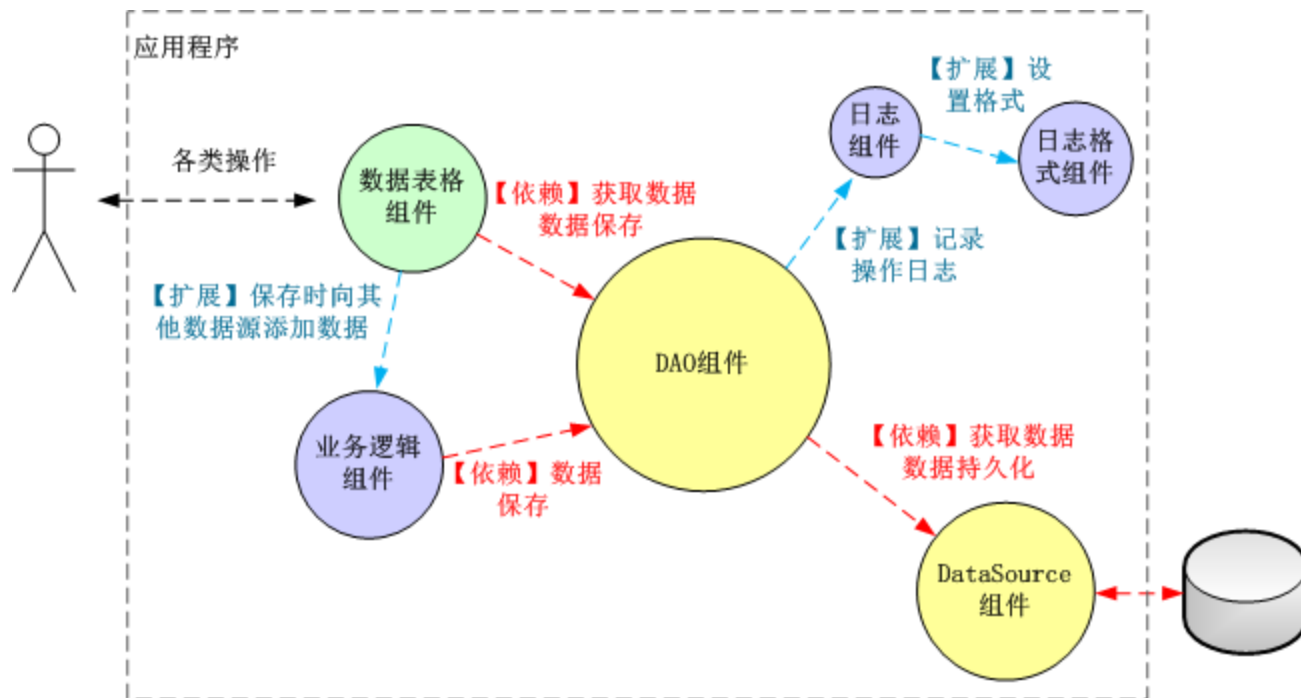 应用程序
【扩展】设
置格式
日志
组件
日志格
式组件
各类操作
数据表格
组件
【依赖】获取数据
数据保存
【扩展】记录
操作日志
【扩展】保存时向其
他数据源添加数据
DAO组件
业务逻辑
组件
【依赖】数据
保存
【依赖】获取数据
数据持久化
DataSource
组件